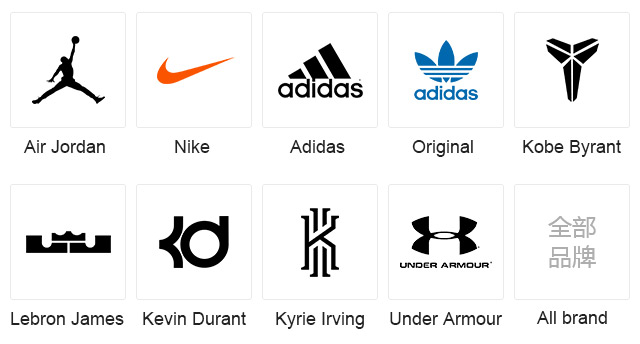 adidas
adidas
Air Jordan
Nike
Adidas
Original
Kobe Byrant
UNDER ARMOUR
全部
品牌
Lebron James
Kevin Durant
Kyrie Irving
Under Armour
All brand